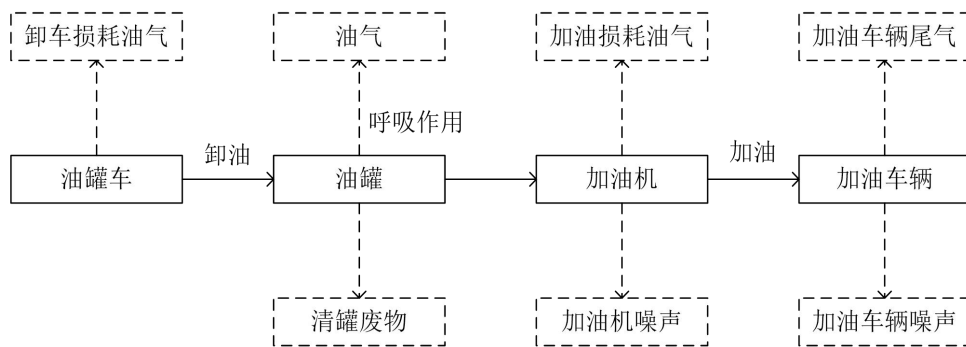 卸车损耗油气
油气
加油损耗油气
加油车辆尾气
呼吸作用
卸油
加油
油罐车
油罐
加油机
加油车辆
清罐废物
加油机噪声
加油车辆噪声